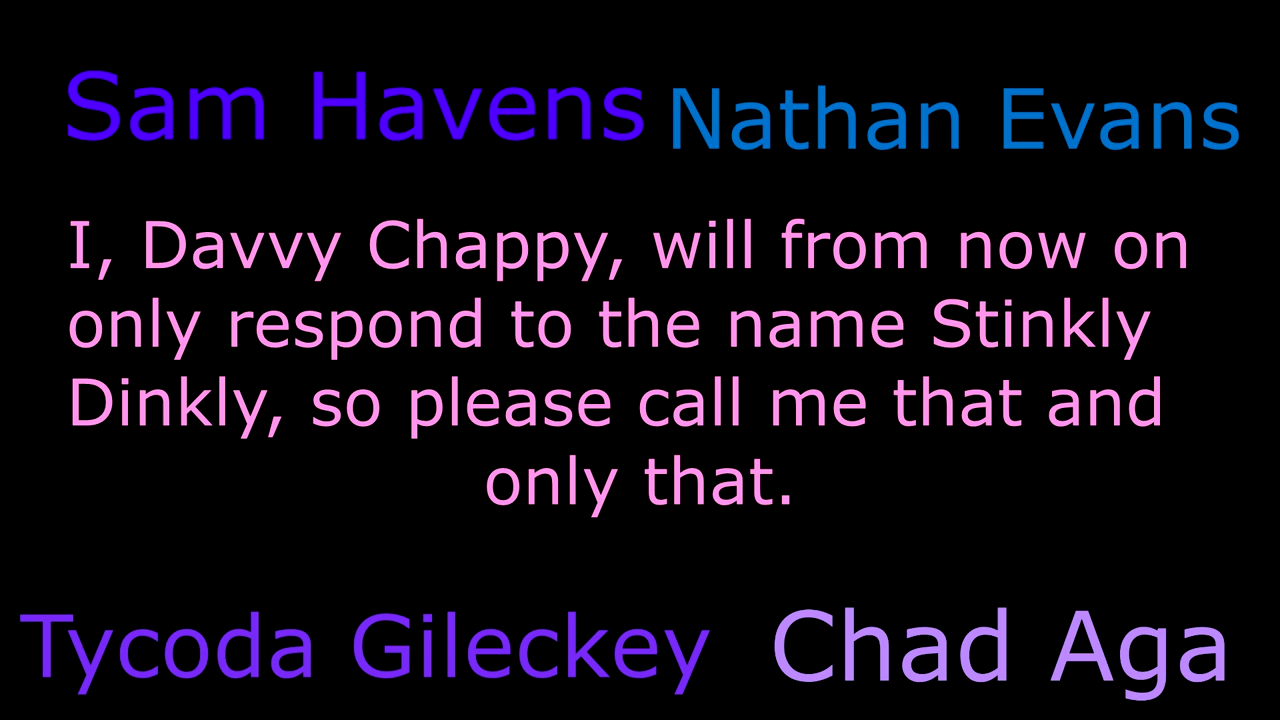 Sam Havens Nathan Evans
I, Davvy Chappy, will from now on
only respond to the name Stinkly
Dinkly, so please call me that and
only that.
Tycoda Gileckey Chad Aga